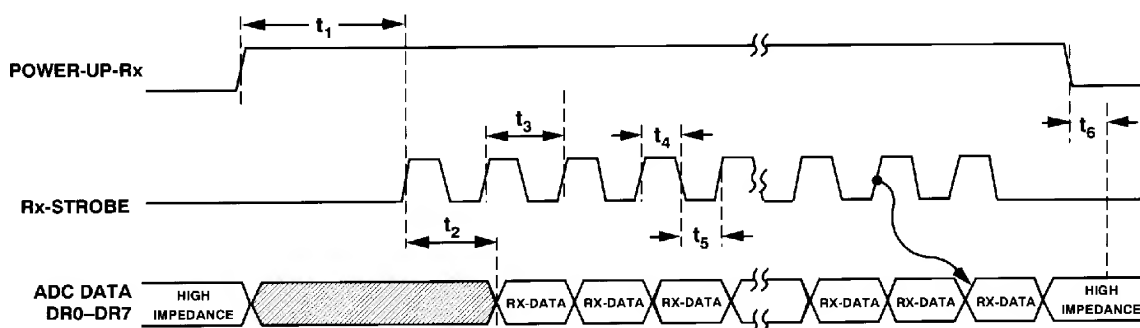 t1
POWER-UP-Rx
t3
t4
t6
Rx-STROBE
t2
t5
ADC DATA
DR0–DR7
HIGH
IMPEDANCE
RX-DATA
RX-DATA
RX-DATA
RX-DATA
RX-DATA
RX-DATA
HIGH
IMPEDANCE